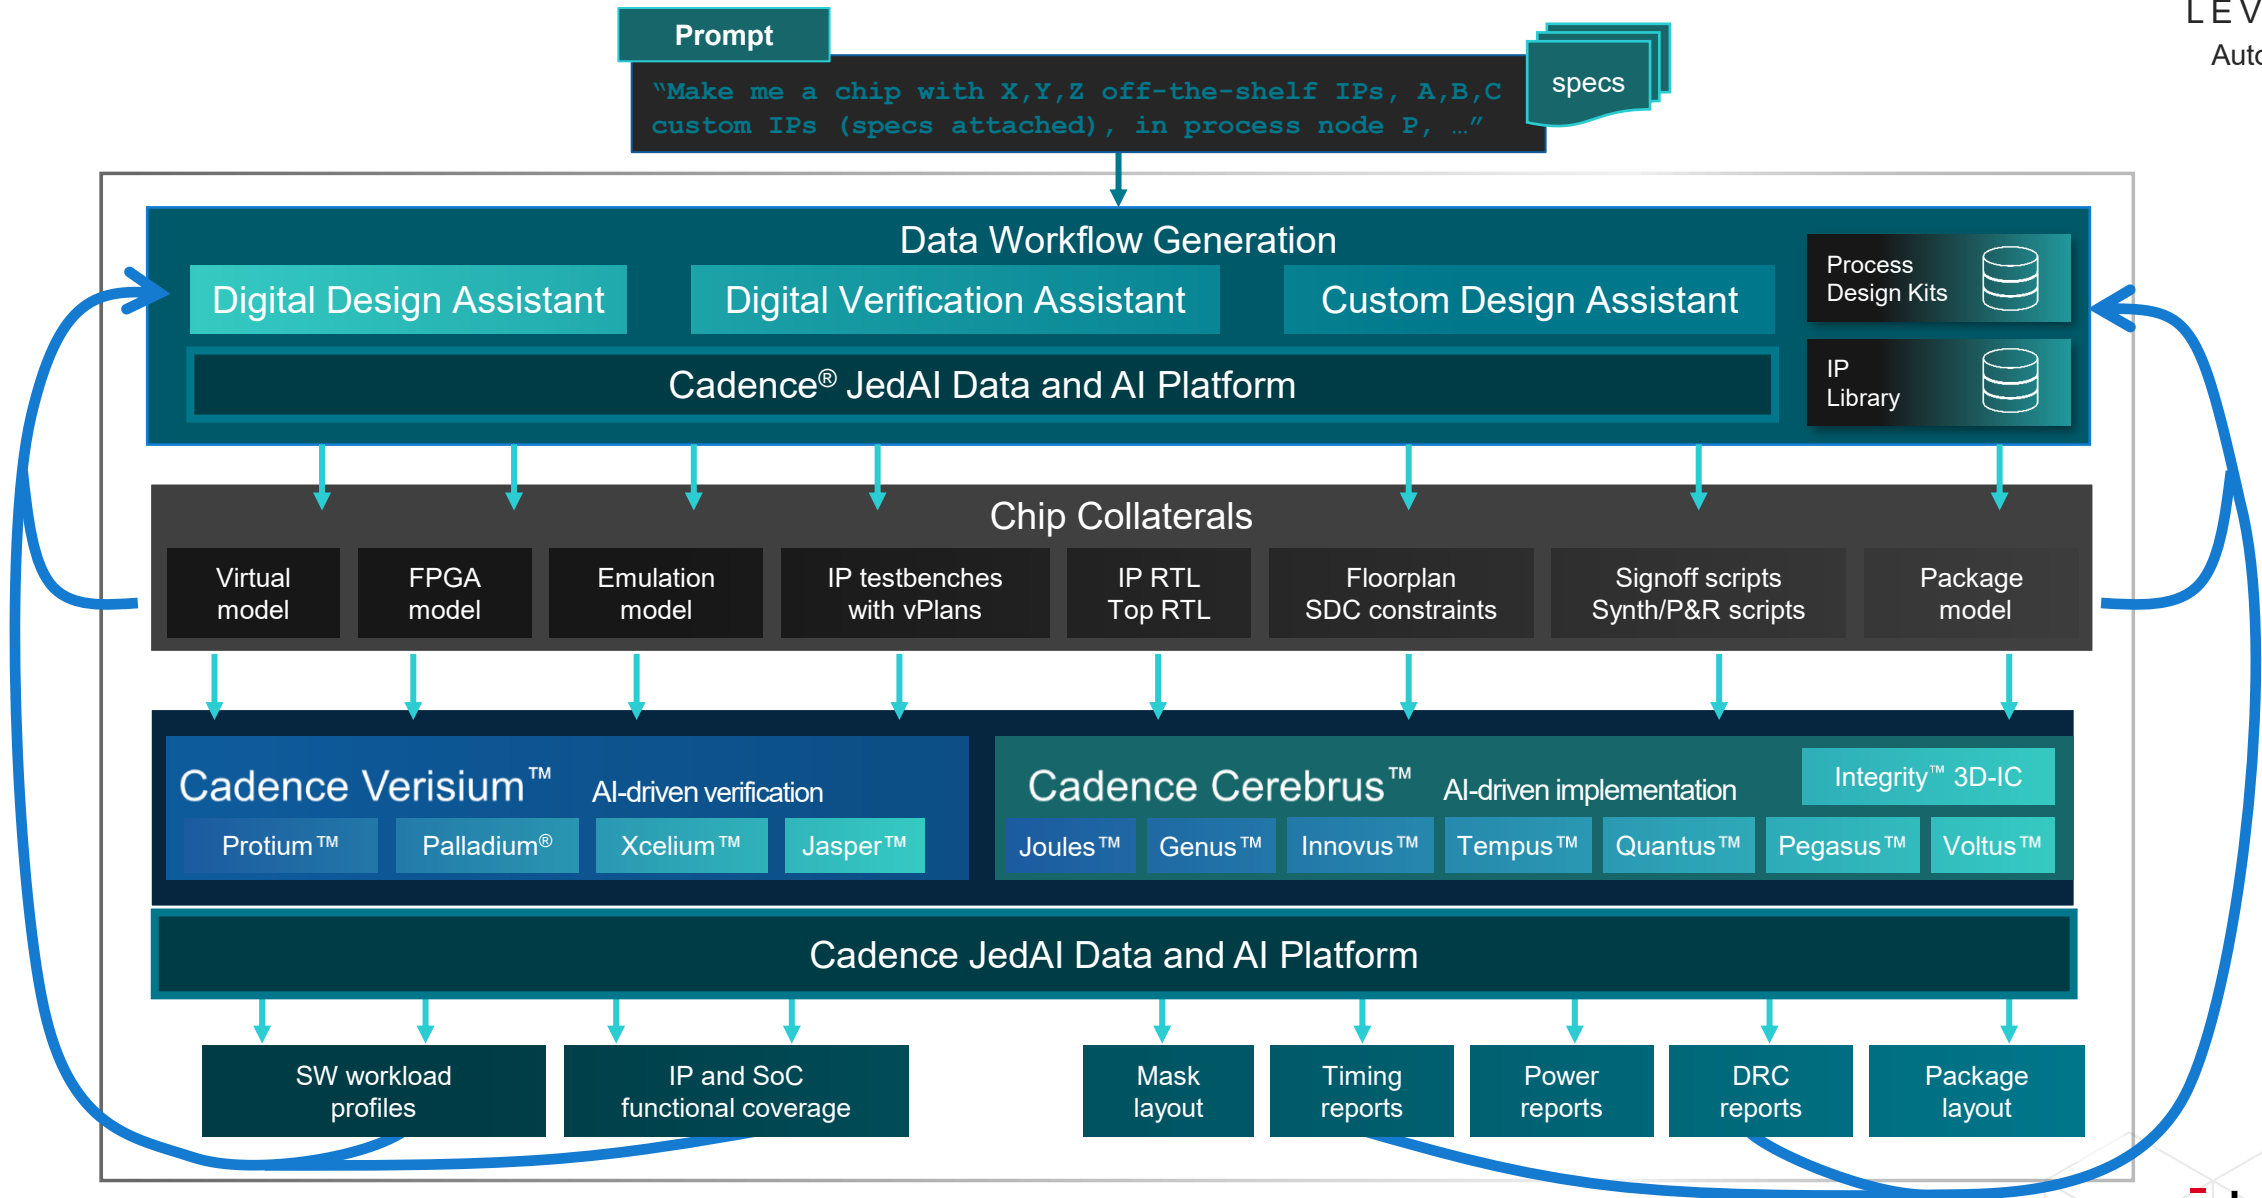 LEV
Auto
Prompt
“Make me a chip with X,Y,Z off-the-shelf IPs, A,B,C
custom IPs (specs attached), in process node P, …”
specs
Data Workflow Generation
Digital Design Assistant
Digital Verification Assistant
Custom Design Assistant
Process
Design Kits
Cadence® JedAI Data and AI Platform
IP
Library
Chip Collaterals
Virtual
model
FPGA
model
Emulation
model
IP testbenches
with vPlans
IP RTL
Top RTL
Floorplan
SDC constraints
Signoff scripts
Synth/P&R scripts
Package
model
Cadence Verisium™
AI-driven verification
Protium™
Palladium®
Xcelium™
Jasper™
Cadence Cerebrus™
AI-driven implementation
Integrity™ 3D-IC
Joules™
Genus™
Innovus™
Tempus™
Quantus™
Pegasus™
Voltus™
Cadence JedAI Data and AI Platform
SW workload
profiles
IP and SoC
functional coverage
Mask
layout
Timing
reports
Power
reports
DRC
reports
Package
layout